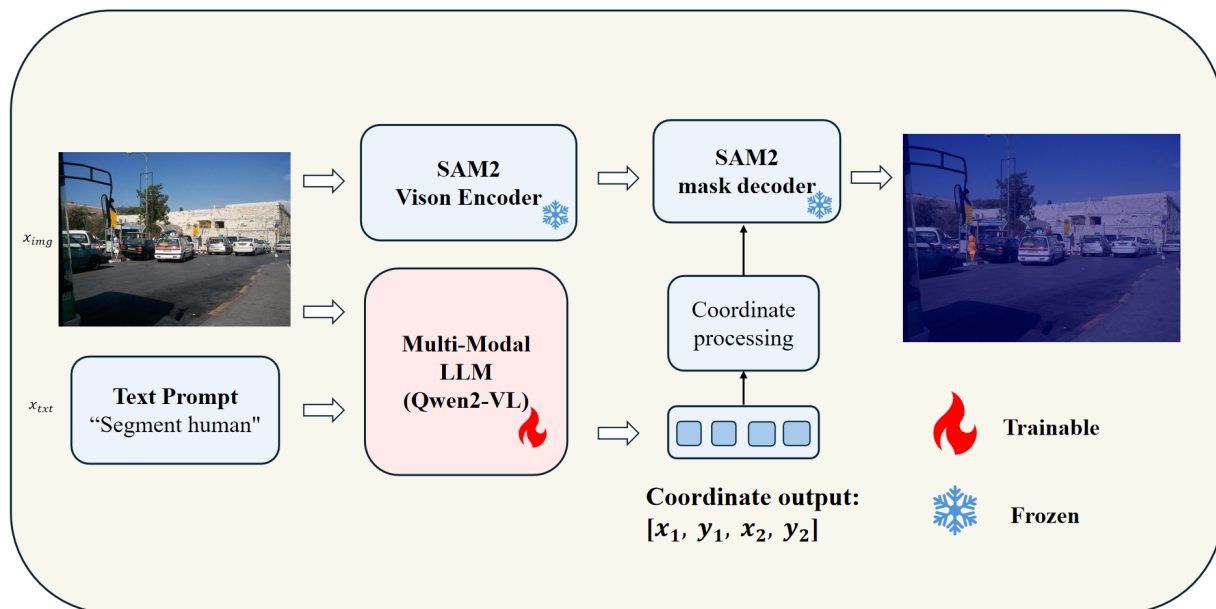 SAM2
Vison Encoder
SAM2
mask decoder
x_img
Multi-Modal
LLM
(Qwen2-VL)
Coordinate
processing
x_txt
Text Prompt
“Segment human"
Coordinate output:
[x₁, y₁, x₂, y₂]
Trainable
Frozen